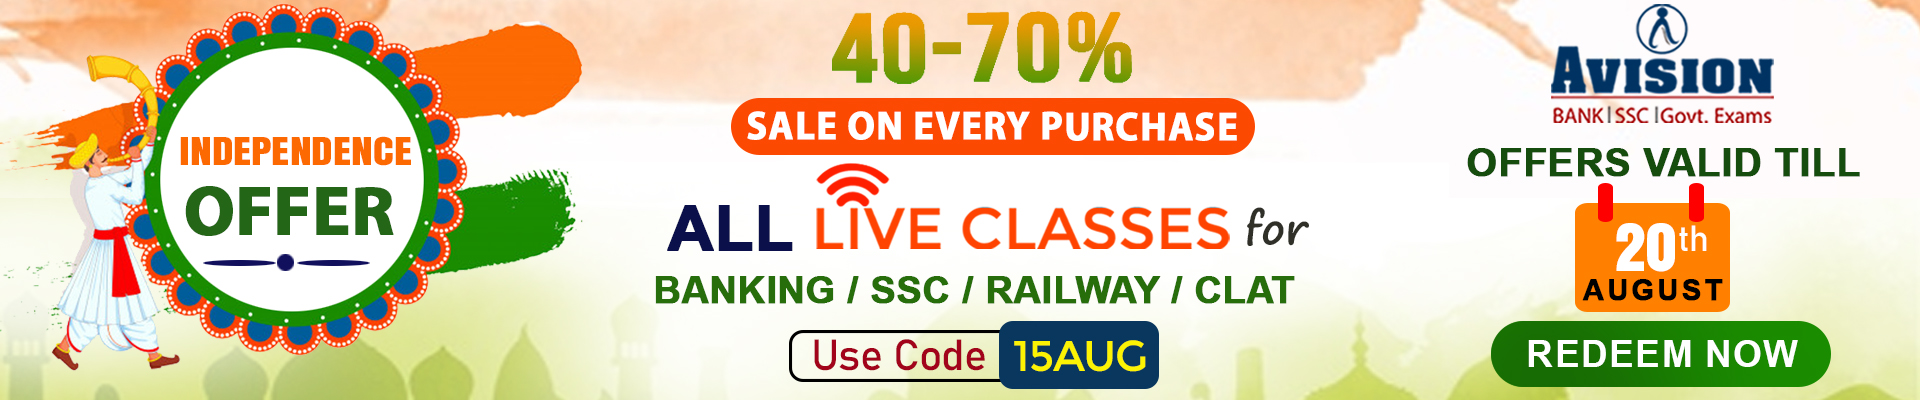 INDEPENDENCE
OFFER
40-70%
SALE ON EVERY PURCHASE
ALL LIVE CLASSES for
BANKING / SSC / RAILWAY / CLAT
Use Code 15AUG
AVISION
BANK|SSC|Govt. Exams
OFFERS VALID TILL
20th
AUGUST
REDEEM NOW